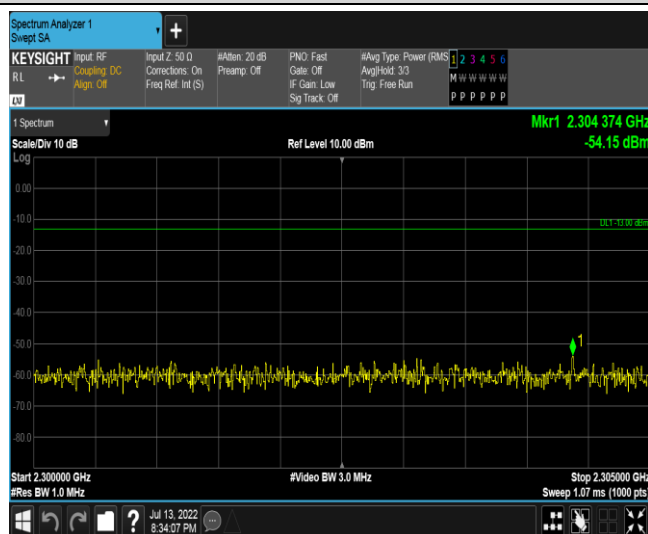 Spectrum Analyzer 1
Swept SA
+
KEYSIGHT
RL
LXI
Input: RF
Coupling: DC
Align: Off
Input Z: 50 Ω
Corrections: On
Freq Ref: Int (S)
#Atten: 20 dB
Preamp: Off
PNO: Fast
Gate: Off
IF Gain: Low
Sig Track: Off
#Avg Type: Power (RMS
Avg|Hold: 3/3
Trig: Free Run
1 2 3 4 5 6
M W W W W W
P P P P P P
1 Spectrum
Mkr1 2.304 374 GHz
-54.15 dBm
Scale/Div 10 dB
Ref Level 10.00 dBm
Log
0.00
-10.0
DL1 -13.00 dBm
-20.0
-30.0
-40.0
1
-50.0
-60.0
-70.0
-80.0
Start 2.300000 GHz
#Video BW 3.0 MHz
Stop 2.305000 GHz
#Res BW 1.0 MHz
Sweep 1.07 ms (1000 pts)
?
Jul 13, 2022
8:34:07 PM